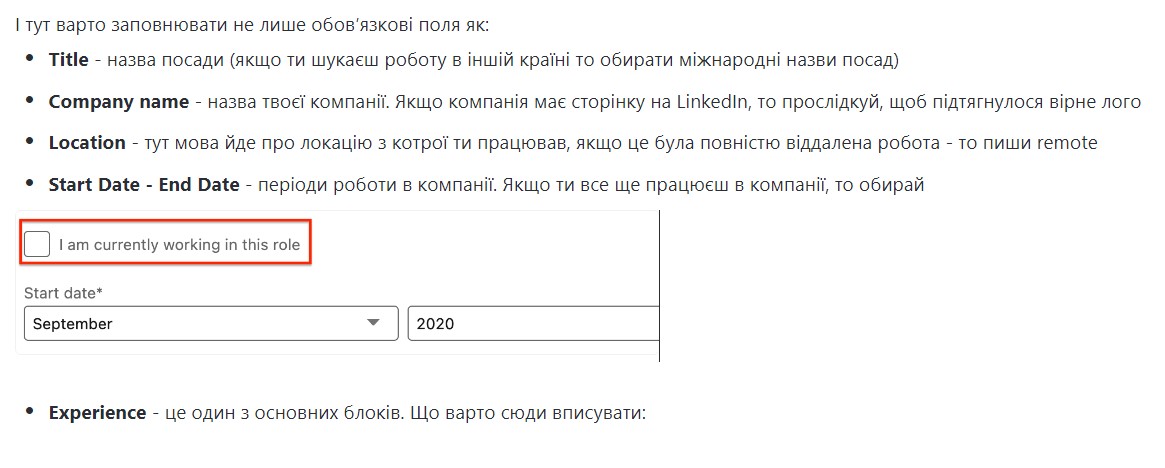 І тут варто заповнювати не лише обов’язкові поля як:
• Title - назва посади (якщо ти шукаєш роботу в іншій країні то обирати міжнародні назви посад)
• Company name - назва твоєї компанії. Якщо компанія має сторінку на LinkedIn, то прослідкуй, щоб підтягнулося вірне лого
• Location - тут мова йде про локацію з котрої ти працював, якщо це була повністю віддалена робота - то пиши remote
• Start Date - End Date - періоди роботи в компанії. Якщо ти все ще працюєш в компанії, то обирай
I am currently working in this role
Start date*
September 2020
• Experience - це один з основних блоків. Що варто сюди вписувати: